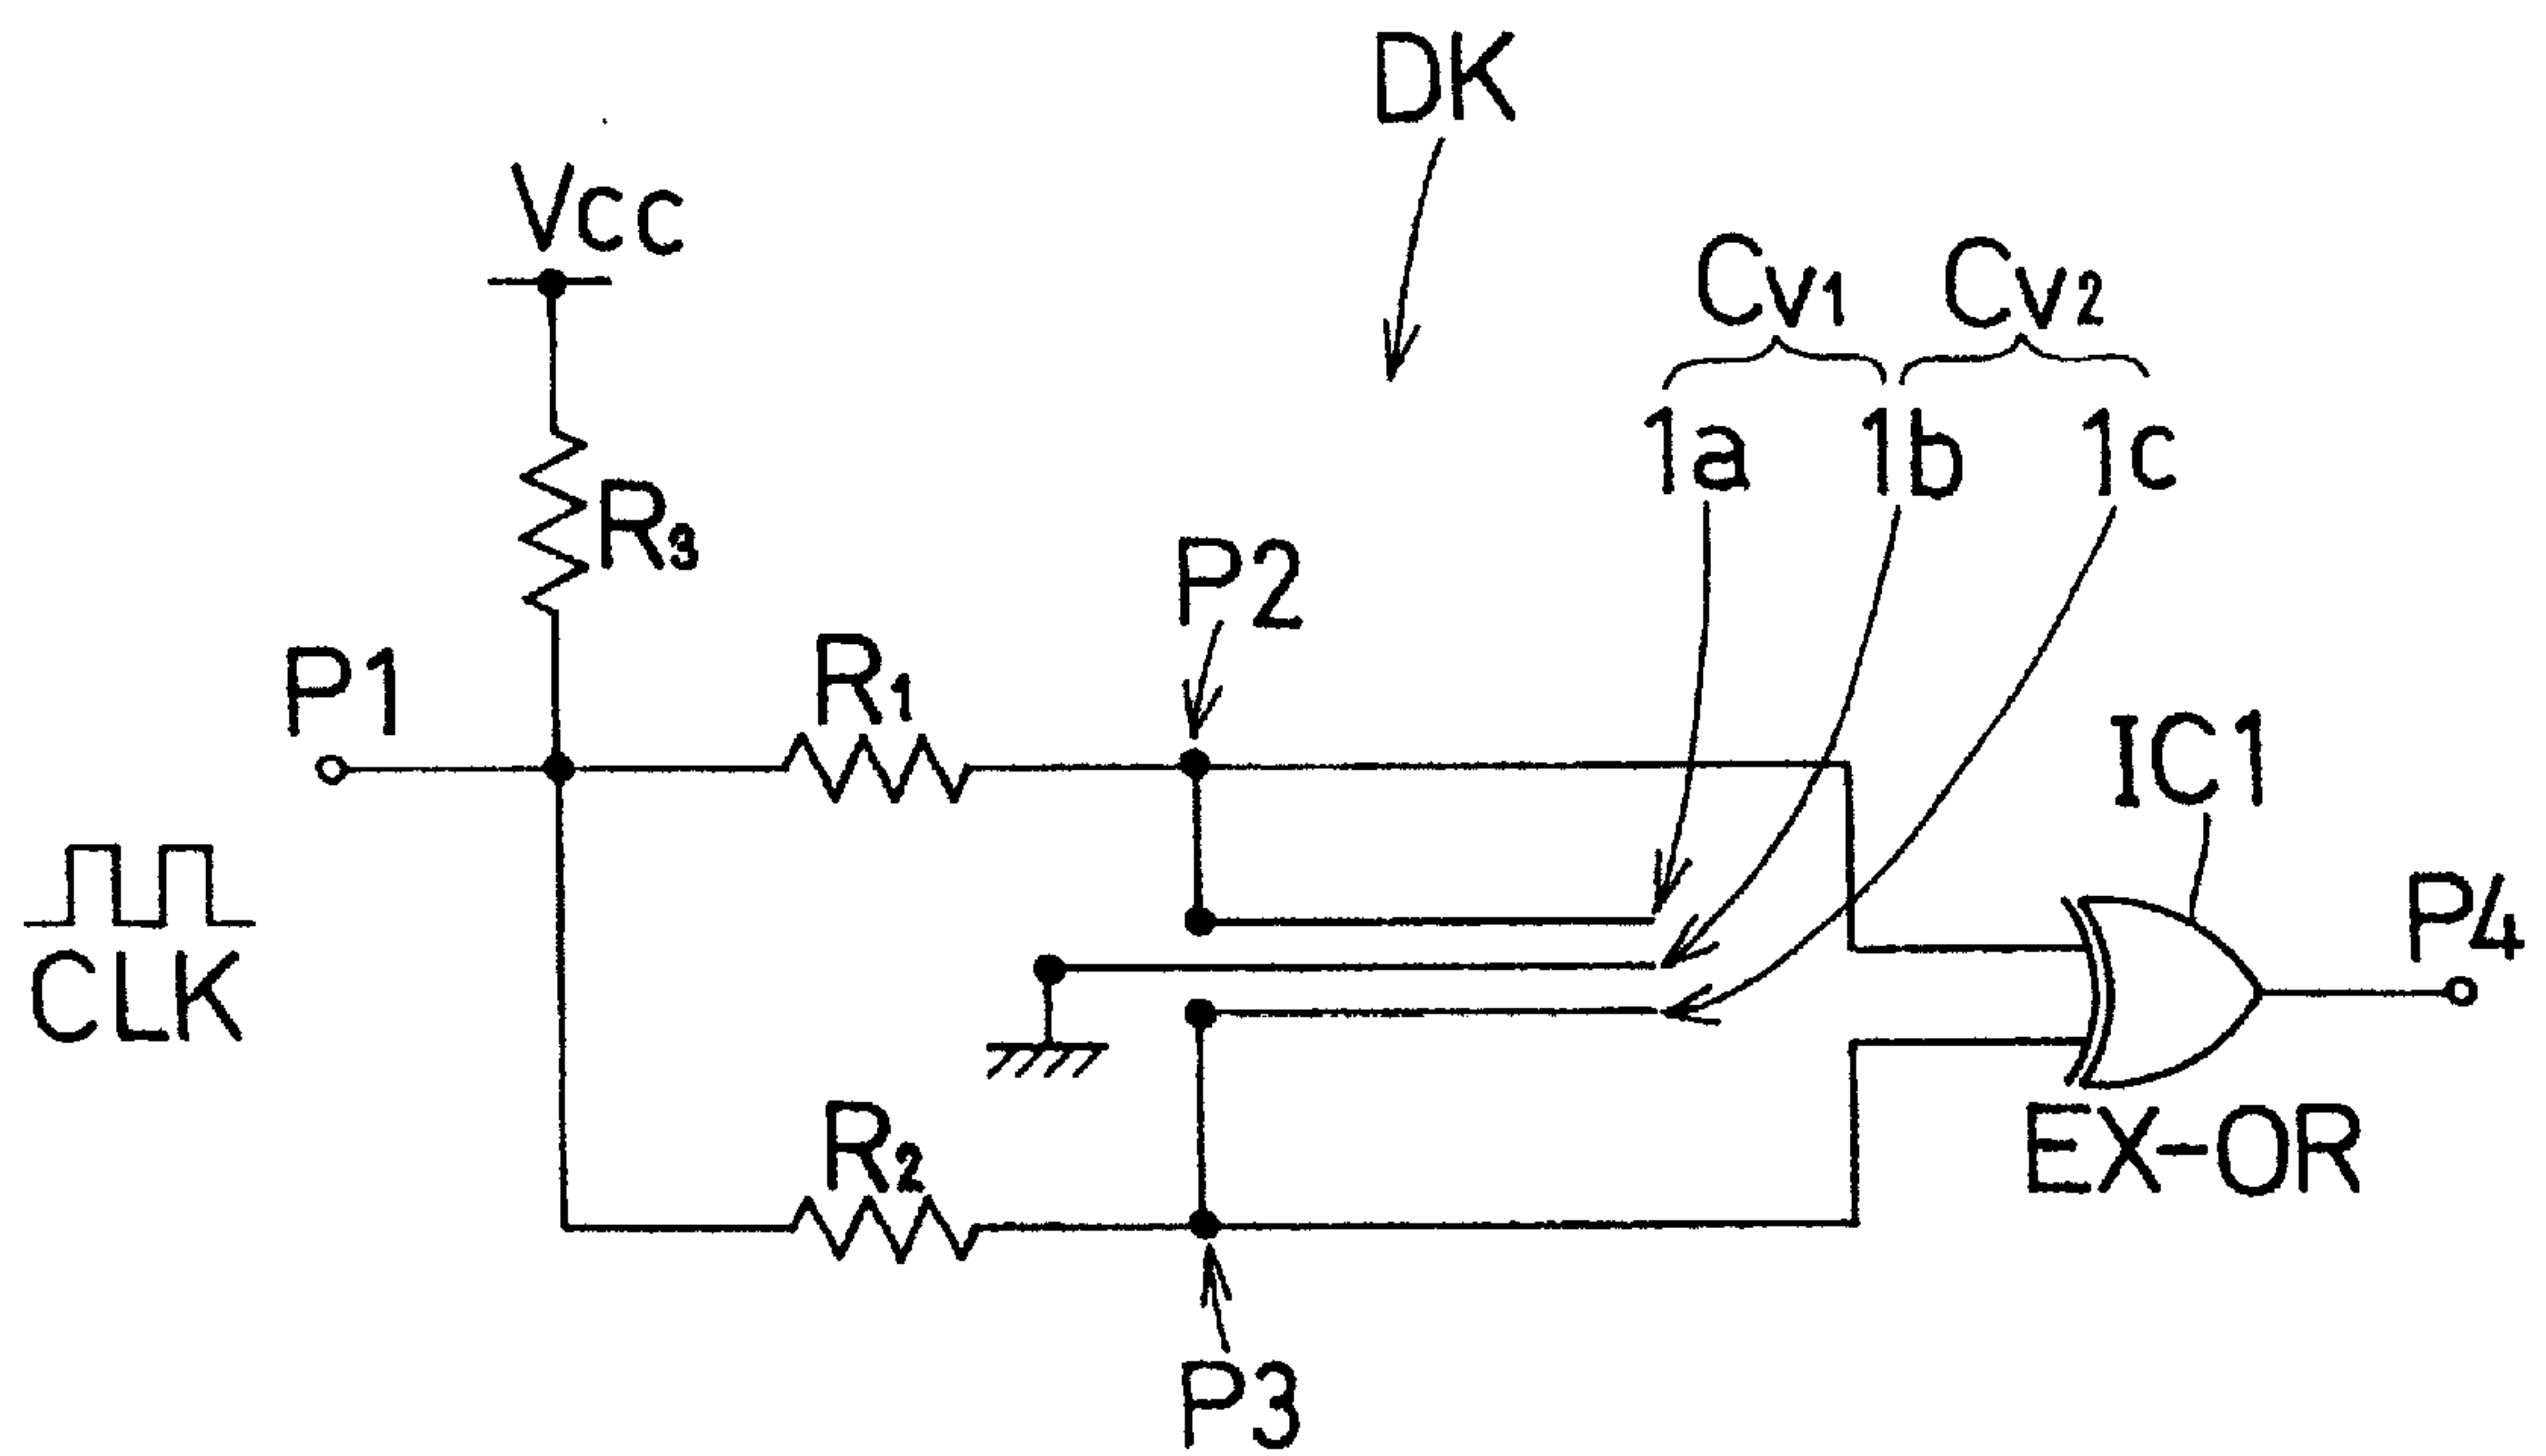 DK
Vcc
Cv1 Cv2
1a 1b 1c
R3
P2
P1
R1
IC1
P4
CLK
R2
EX-OR
P3